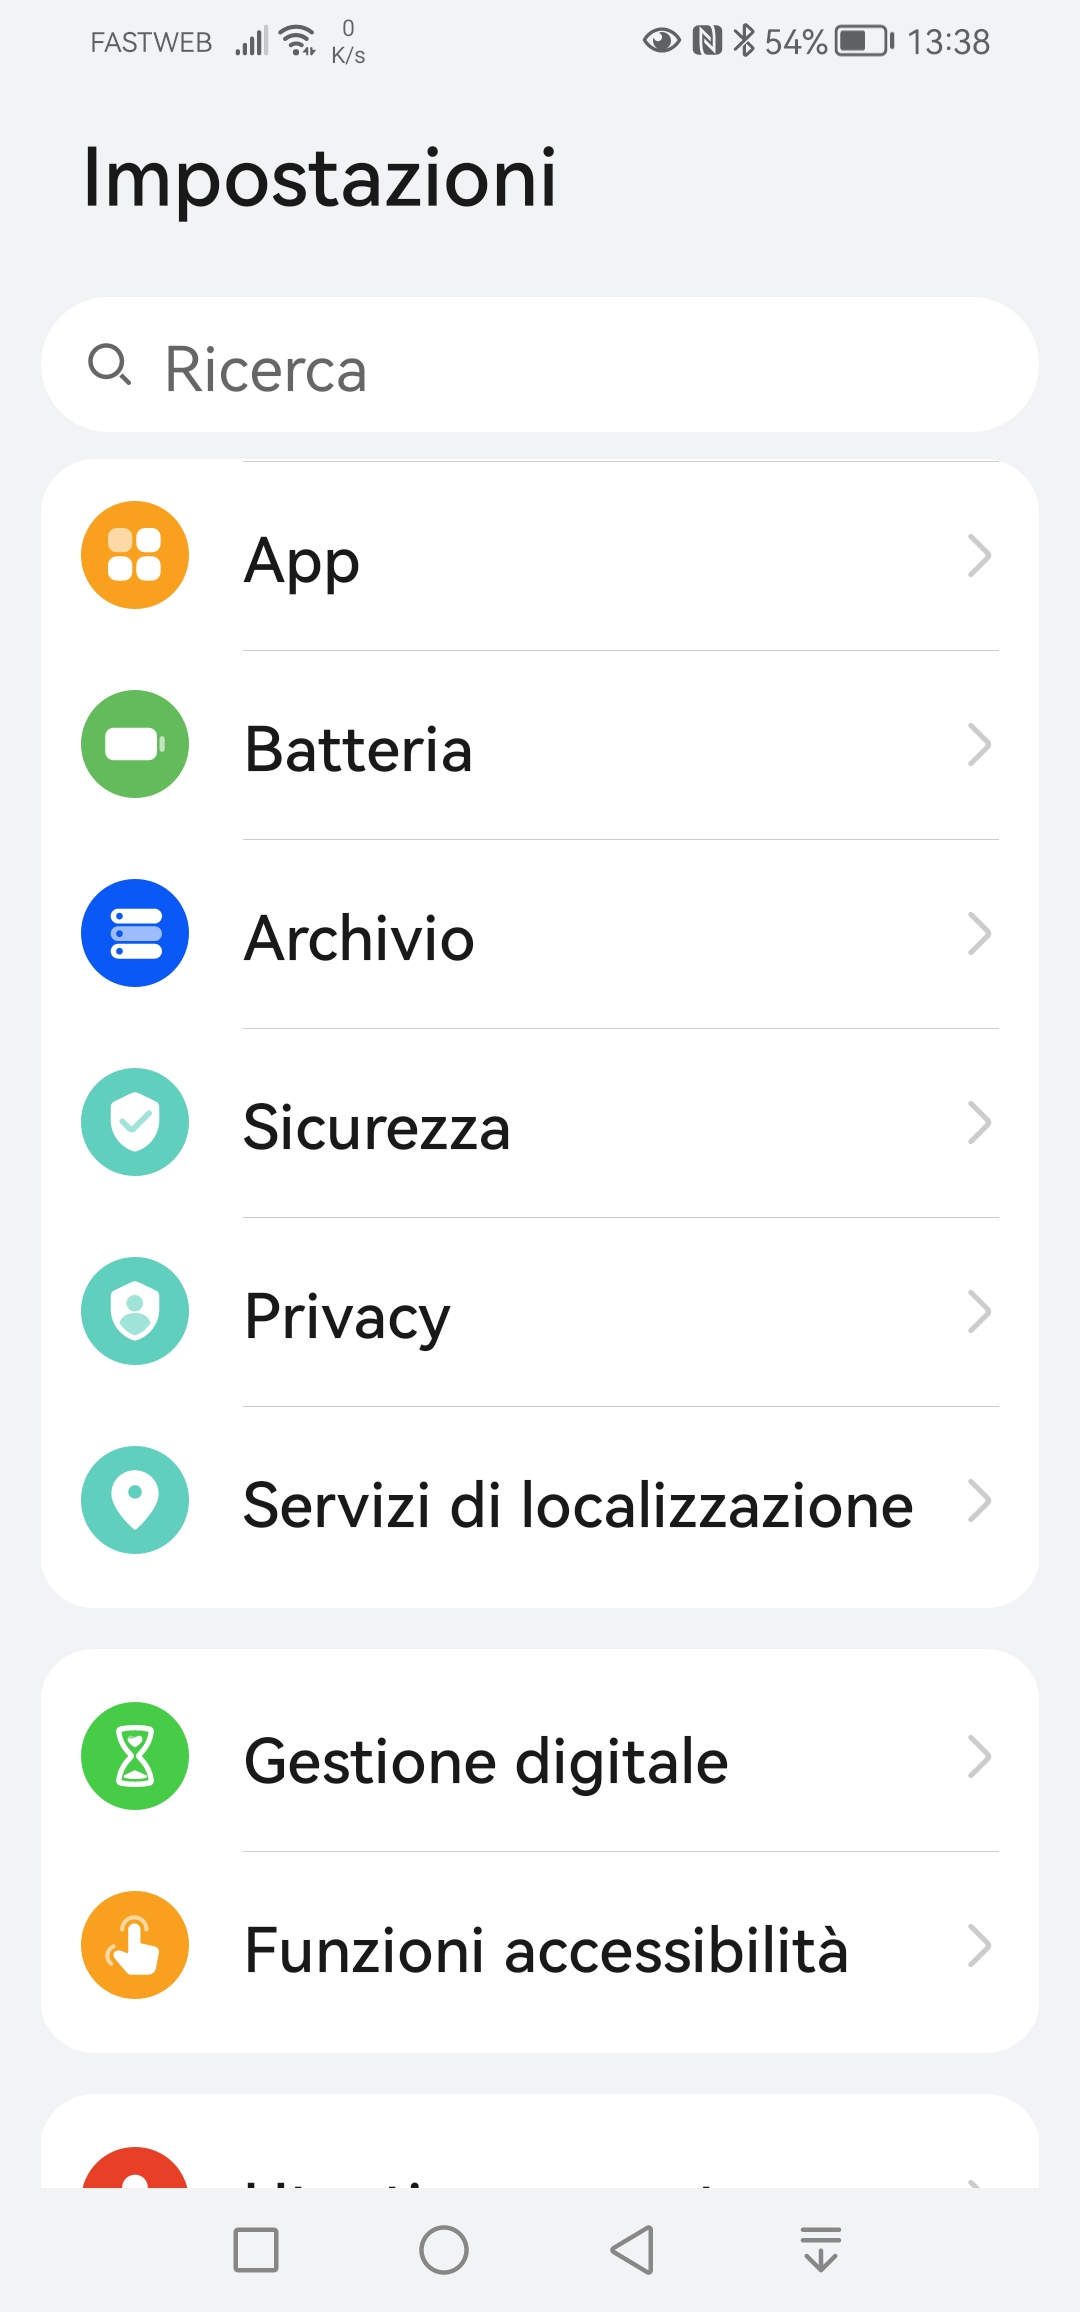 FASTWEB 0 K/s 54% 13:38
Impostazioni
Ricerca
App
Batteria
Archivio
Sicurezza
Privacy
Servizi di localizzazione
Gestione digitale
Funzioni accessibilità